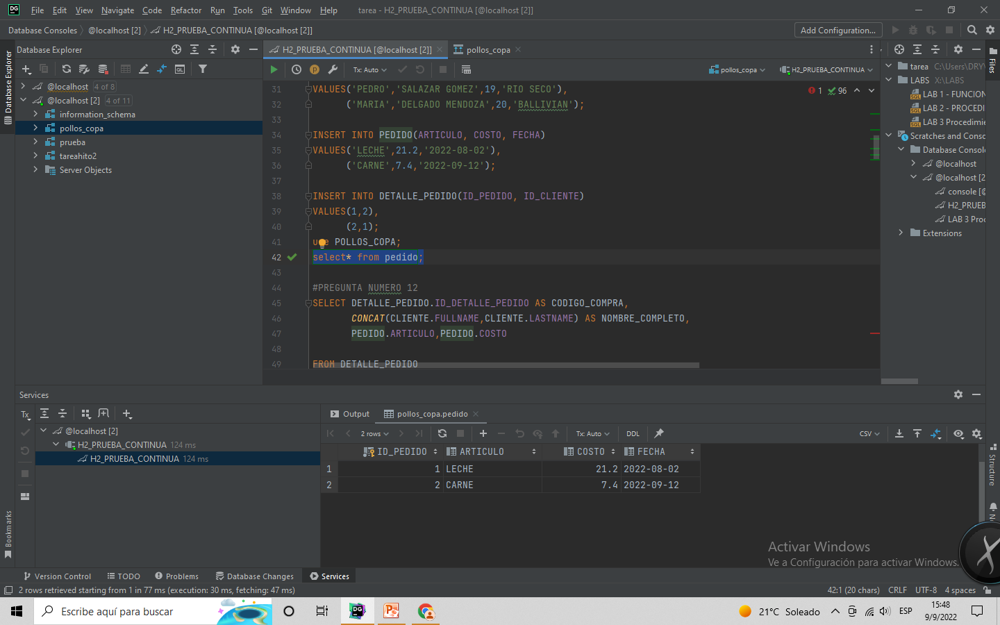 DG File Edit View Navigate Code Refactor Run Tools Git Window Help tarea - H2_PRUEBA_CONTINUA [@localhost [2]]
Database Consoles @localhost [2] H2_PRUEBA_CONTINUA [@localhost [2]] Add Configuration...
Database Explorer
Database Explorer
@localhost 4 of 8
@localhost [2] 4 of 11
information_schema
pollos_copa
prueba
tareahito2
Server Objects
H2_PRUEBA_CONTINUA [@localhost [2]] pollos_copa
Tx: Auto pollos_copa H2_PRUEBA_CONTINUA
1 96
31 VALUES('PEDRO','SALAZAR GOMEZ',19,'RIO SECO'),
32 ('MARIA','DELGADO MENDOZA',20,'BALLIVIAN');
33
34 INSERT INTO PEDIDO(ARTICULO, COSTO, FECHA)
35 VALUES('LECHE',21.2,'2022-08-02'),
36 ('CARNE',7.4,'2022-09-12');
37
38 INSERT INTO DETALLE_PEDIDO(ID_PEDIDO, ID_CLIENTE)
39 VALUES(1,2),
40 (2,1);
41 use POLLOS_COPA;
42 select* from pedido;
43
44 #PREGUNTA NUMERO 12
45 SELECT DETALLE_PEDIDO.ID_DETALLE_PEDIDO AS CODIGO_COMPRA,
46 CONCAT(CLIENTE.FULLNAME,CLIENTE.LASTNAME) AS NOMBRE_COMPLETO,
47 PEDIDO.ARTICULO,PEDIDO.COSTO
48
49 FROM DETALLE_PEDIDO
tarea C:\Users\DRY
LABS X:\LABS
LAB 1 - FUNCION
LAB 2 - PROCEDI
LAB 3 Procedimie
Scratches and Consc
Database Consol
@localhost
@localhost [2
console [@
H2_PRUEB
LAB 3 Proc
Extensions
Files
Services
Tx
@localhost [2]
H2_PRUEBA_CONTINUA 124 ms
H2_PRUEBA_CONTINUA 124 ms
Output pollos_copa.pedido
2 rows Tx: Auto DDL CSV
ID_PEDIDO ARTICULO COSTO FECHA
1 1 LECHE 21.2 2022-08-02
2 2 CARNE 7.4 2022-09-12
Structure
Bookmarks
Activar Windows
Ve a Configuración para activar Windows.
Version Control TODO Problems Database Changes Services
2 rows retrieved starting from 1 in 77 ms (execution: 30 ms, fetching: 47 ms) 42:1 (20 chars) CRLF UTF-8 4 spaces
Escribe aquí para buscar 21°C Soleado ESP 15:48
9/9/2022